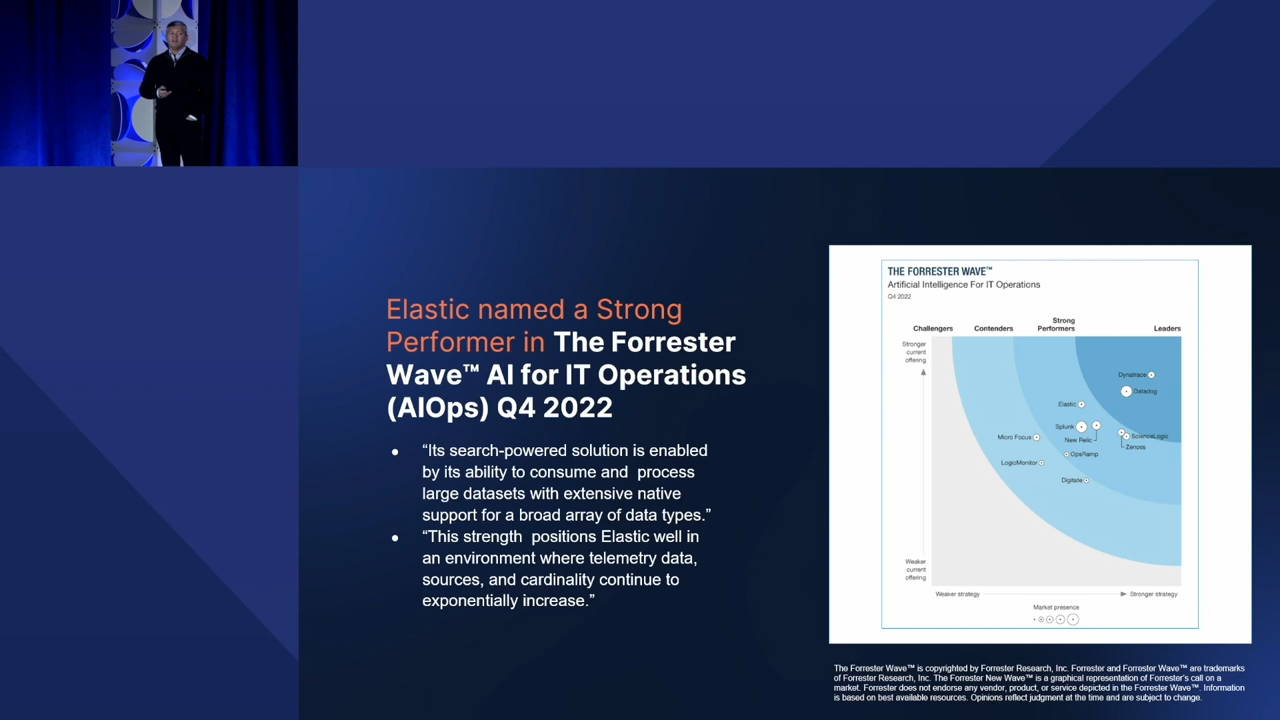 Elastic named a Strong
Performer in The Forrester
Wave™ AI for IT Operations
(AIOps) Q4 2022
● “Its search-powered solution is enabled
by its ability to consume and process
large datasets with extensive native
support for a broad array of data types.”
● “This strength positions Elastic well in
an environment where telemetry data,
sources, and cardinality continue to
exponentially increase.”
THE FORRESTER WAVE™
Artificial Intelligence For IT Operations
Q4 2022
Challengers
Contenders
Strong
Performers
Leaders
Stronger
current
offering
Dynatrace
Datadog
Elastic
Splunk
New Relic
ScienceLogic
Zenoss
Micro Focus
OpsRamp
LogicMonitor
Digitate
Weaker
current
offering
Weaker strategy
Stronger strategy
Market presence
The Forrester Wave™ is copyrighted by Forrester Research, Inc. Forrester and Forrester Wave™ are trademarks
of Forrester Research, Inc. The Forrester New Wave™ is a graphical representation of Forrester's call on a
market. Forrester does not endorse any vendor, product, or service depicted in the Forrester Wave™. Information
is based on best available resources. Opinions reflect judgment at the time and are subject to change.